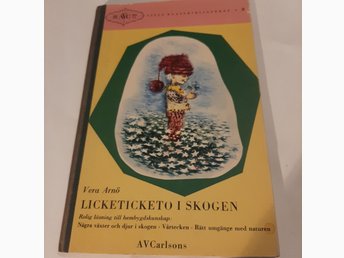 Vera Arnö
LICKETICKETO I SKOGEN
Rolig läsning till hembygdskunskap:
Några växter och djur i skogen · Vårtecken · Rätt umgänge med naturen
AVCarlsons